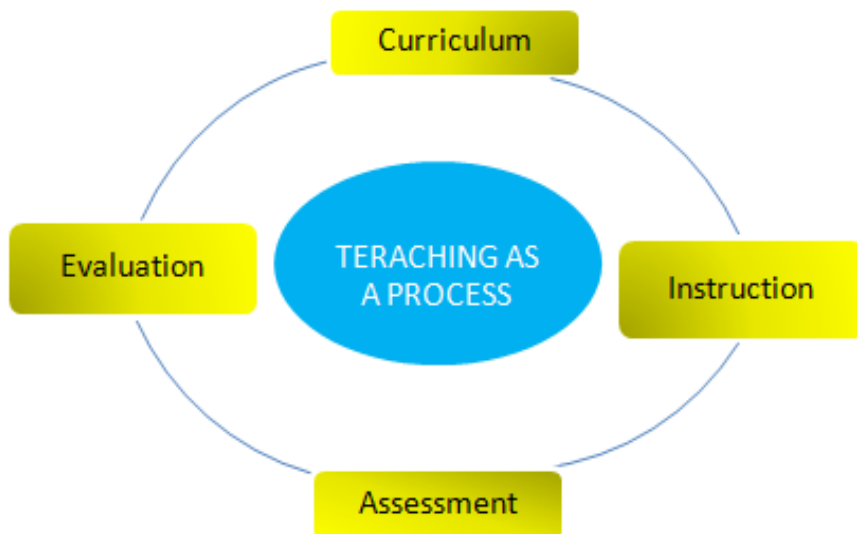 Curriculum
Evaluation
TERACHING AS
A PROCESS
Instruction
Assessment